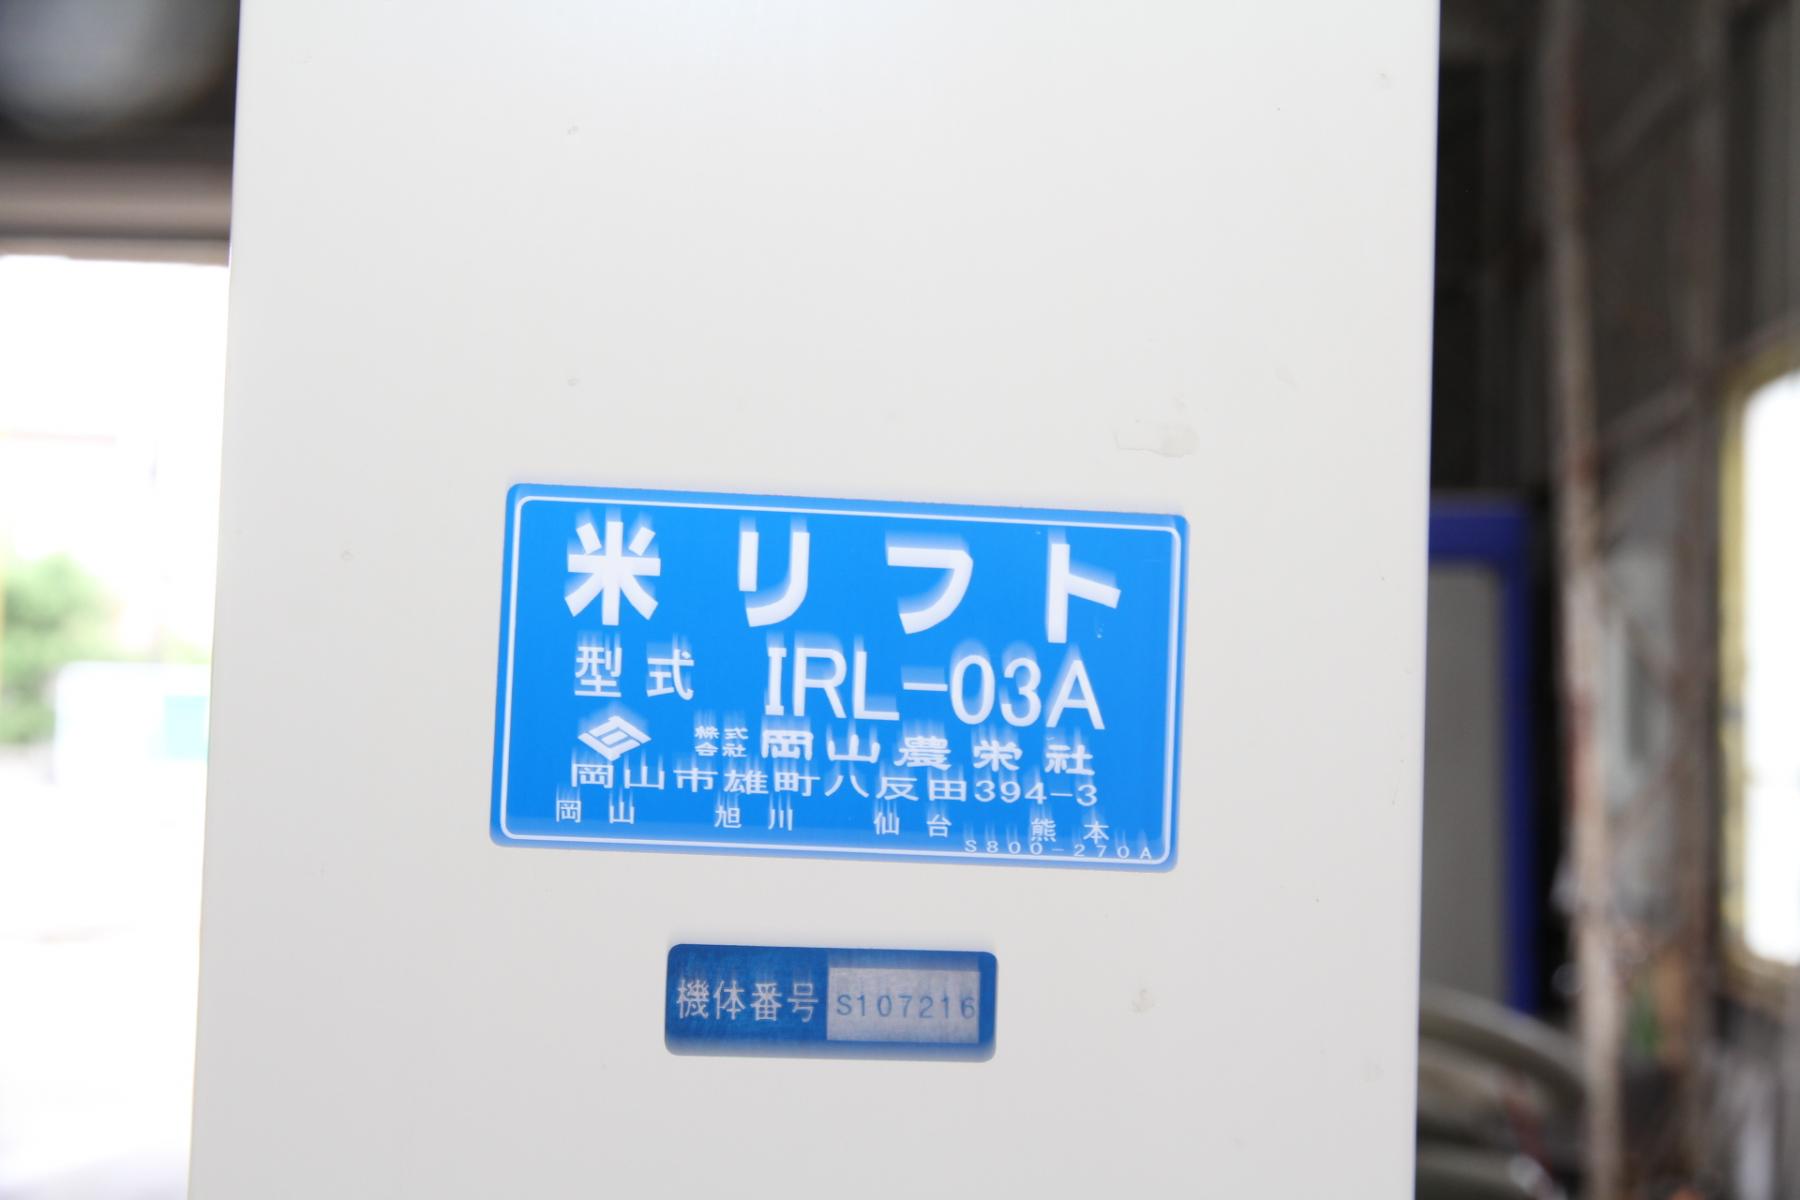 米リフト
型式 IRL-03A
株式会社 岡山農栄社
岡山市雄町八反田394-3
岡山 旭川 仙台 熊本
S800-270A
機体番号 S107216